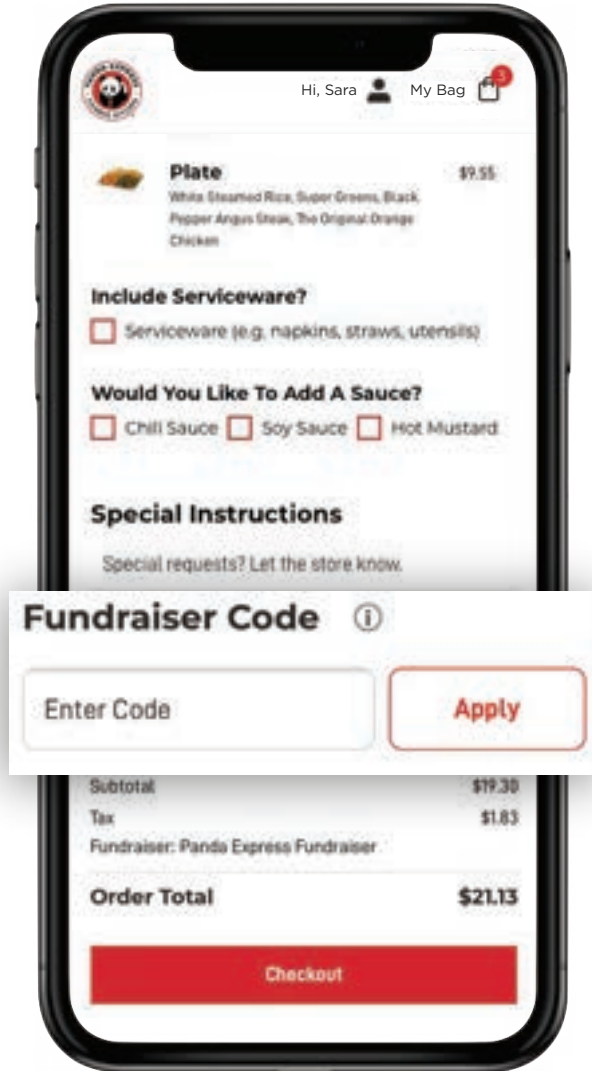 Hi, Sara My Bag 3
Plate $9.55
White Steamed Rice, Super Greens, Black
Pepper Angus Steak, The Original Orange
Chicken
Include Serviceware?
Serviceware (e.g. napkins, straws, utensils)
Would You Like To Add A Sauce?
Chili Sauce Soy Sauce Hot Mustard
Special Instructions
Special requests? Let the store know.
Fundraiser Code i
Enter Code Apply
Subtotal $19.30
Tax $1.83
Fundraiser: Panda Express Fundraiser
Order Total $21.13
Checkout